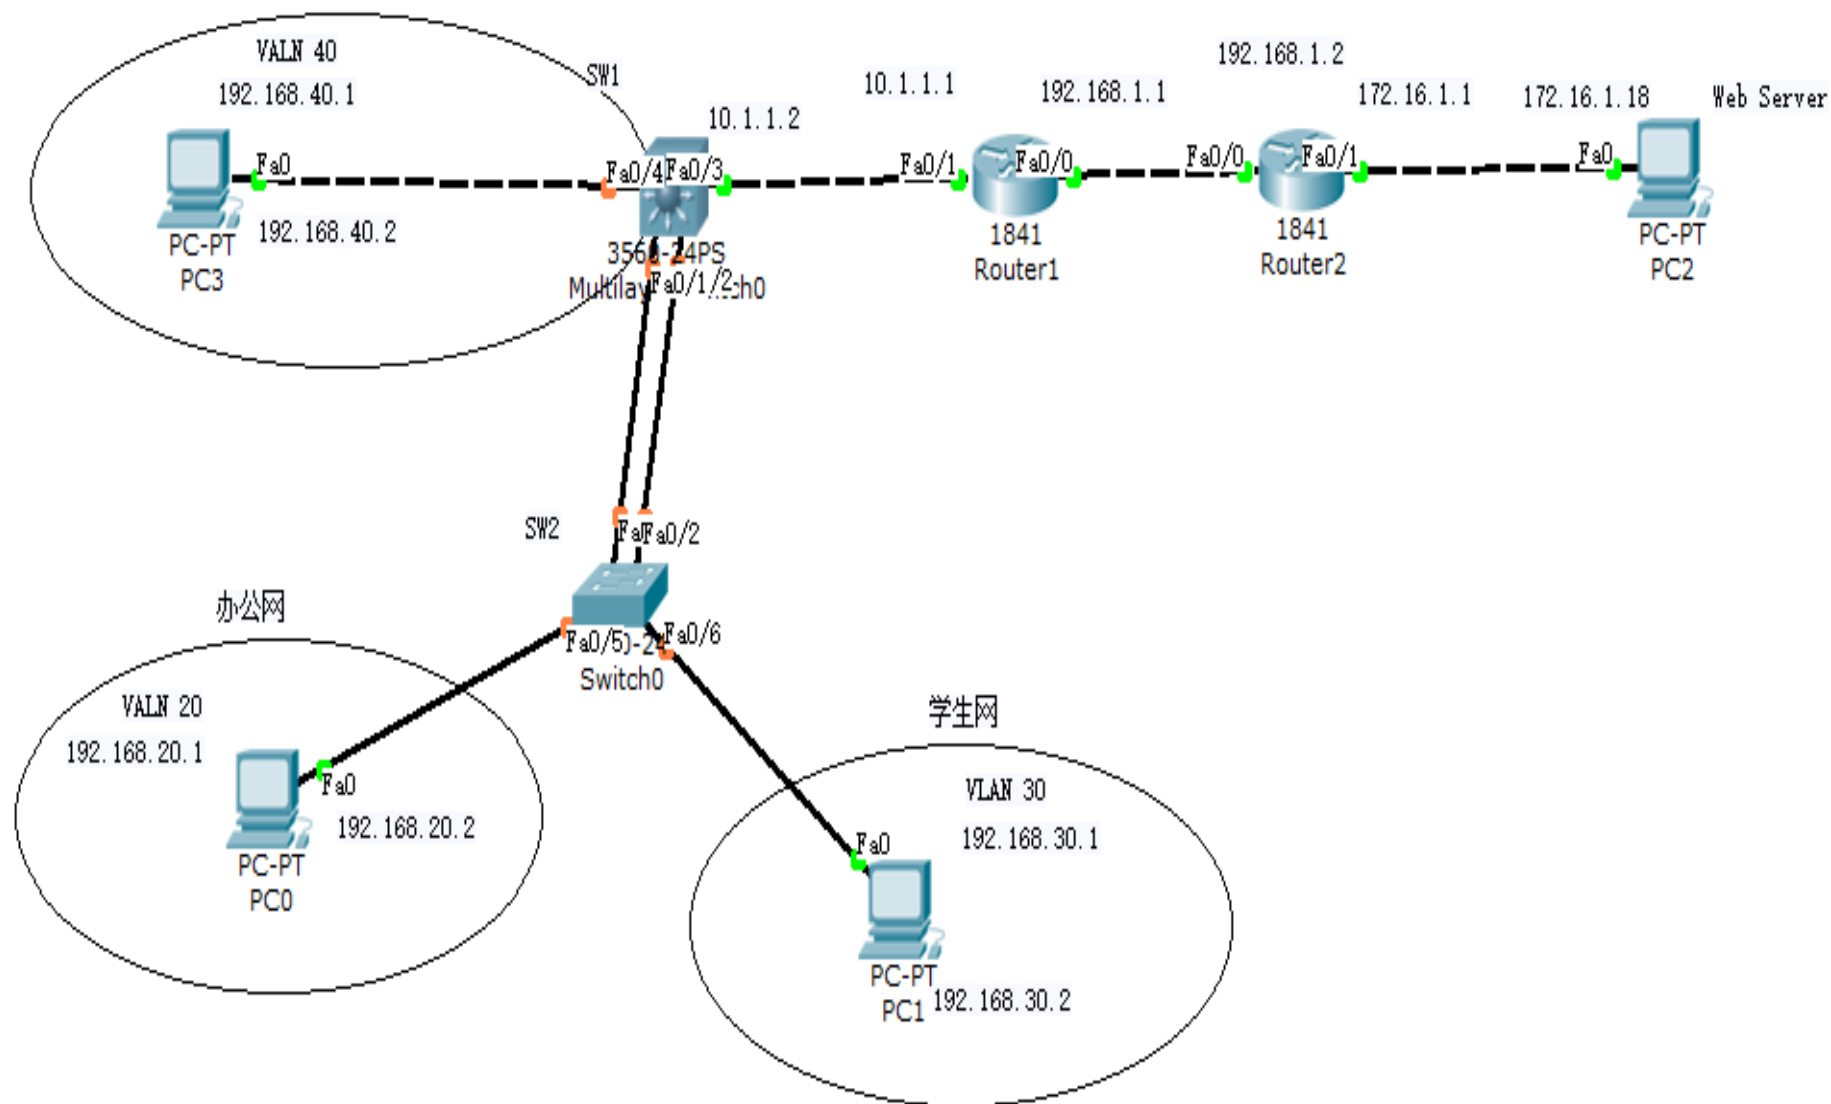 VALN 40
192.168.40.1
Fa0
192.168.40.2
PC-PT
PC3
SW1
10.1.1.2
Fa0/4
Fa0/3
Fa0/1/2
10.1.1.1
192.168.1.1
Fa0/1
Fa0/0
1841
Router1
192.168.1.2
172.16.1.1
Fa0/0
Fa0/1
1841
Router2
172.16.1.18
Web Server
Fa0
PC-PT
PC2
SW2
Fa0/2
Fa0/5
Fa0/6
Switch0
办公网
VALN 20
192.168.20.1
Fa0
192.168.20.2
PC-PT
PC0
学生网
VLAN 30
192.168.30.1
Fa0
PC-PT
PC1
192.168.30.2